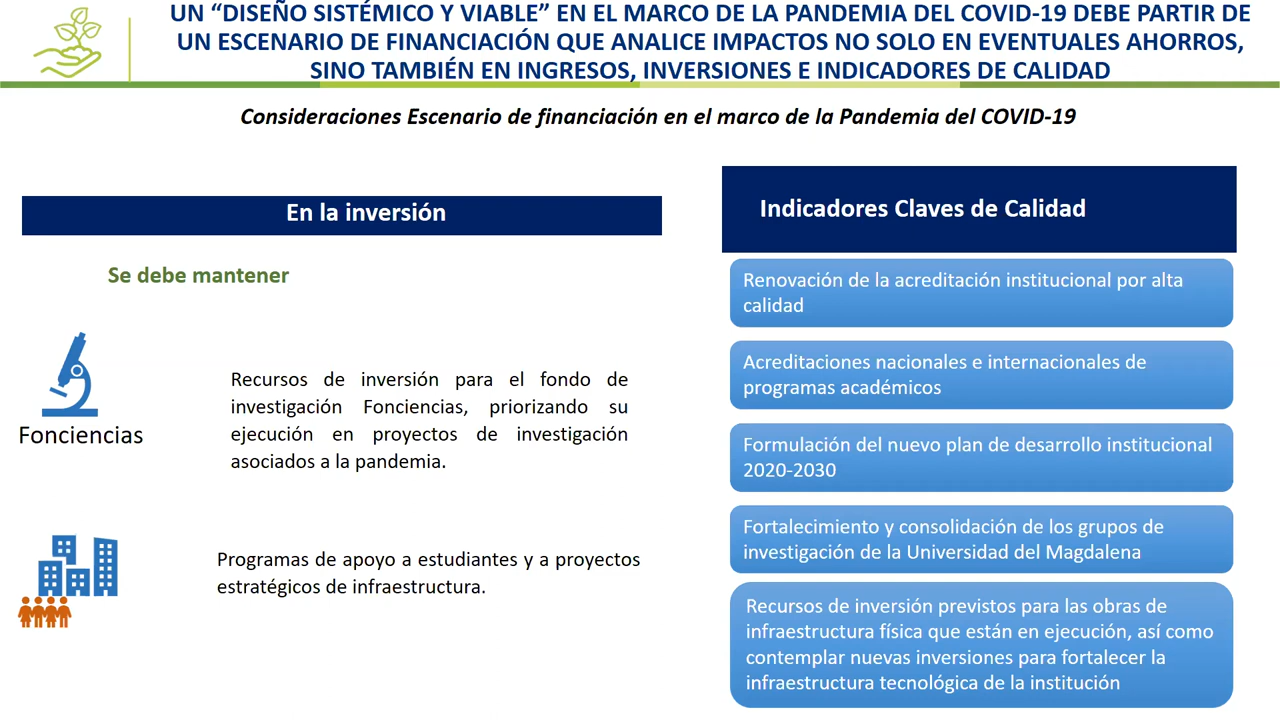 UN “DISEÑO SISTÉMICO Y VIABLE” EN EL MARCO DE LA PANDEMIA DEL COVID-19 DEBE PARTIR DE
UN ESCENARIO DE FINANCIACIÓN QUE ANALICE IMPACTOS NO SOLO EN EVENTUALES AHORROS,
SINO TAMBIÉN EN INGRESOS, INVERSIONES E INDICADORES DE CALIDAD
Consideraciones Escenario de financiación en el marco de la Pandemia del COVID-19
En la inversión
Se debe mantener
Fonciencias
Recursos de inversión para el fondo de
investigación Fonciencias, priorizando su
ejecución en proyectos de investigación
asociados a la pandemia.
Programas de apoyo a estudiantes y a proyectos
estratégicos de infraestructura.
Indicadores Claves de Calidad
Renovación de la acreditación institucional por alta
calidad
Acreditaciones nacionales e internacionales de
programas académicos
Formulación del nuevo plan de desarrollo institucional
2020-2030
Fortalecimiento y consolidación de los grupos de
investigación de la Universidad del Magdalena
Recursos de inversión previstos para las obras de
infraestructura física que están en ejecución, así como
contemplar nuevas inversiones para fortalecer la
infraestructura tecnológica de la institución